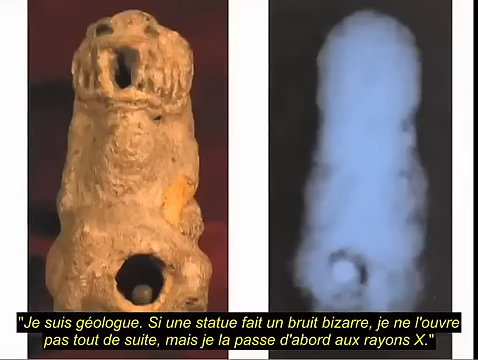 "Je suis géologue. Si une statue fait un bruit bizarre, je ne l'ouvre
pas tout de suite, mais je la passe d'abord aux rayons X."